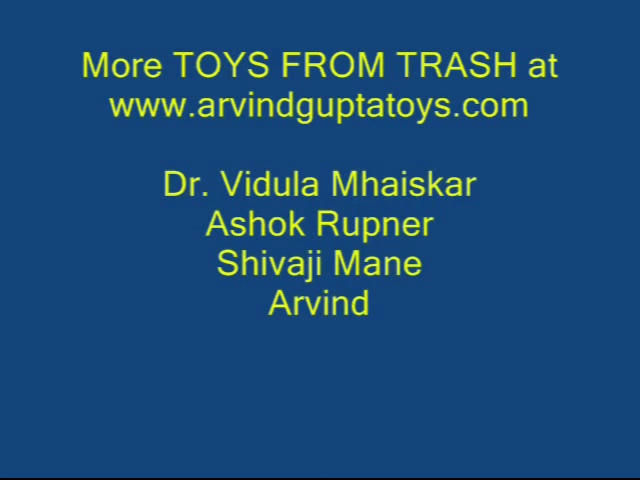 More TOYS FROM TRASH at
www.arvindguptatoys.com
Dr. Vidula Mhaiskar
Ashok Rupner
Shivaji Mane
Arvind